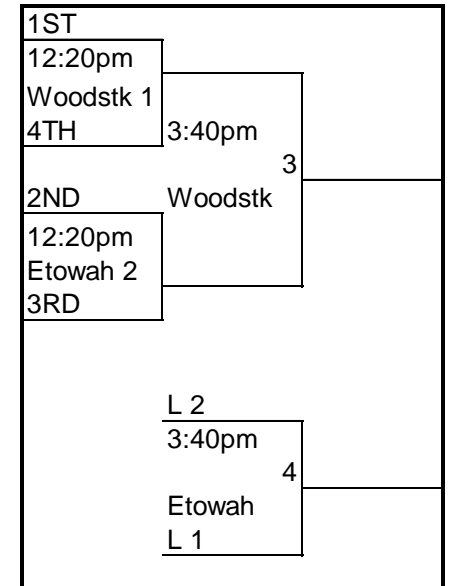 1ST
12:20pm
Woodstk 1
4TH
3:40pm
3
2ND
Woodstk
12:20pm
Etowah 2
3RD
L 2
3:40pm
4
Etowah
L 1